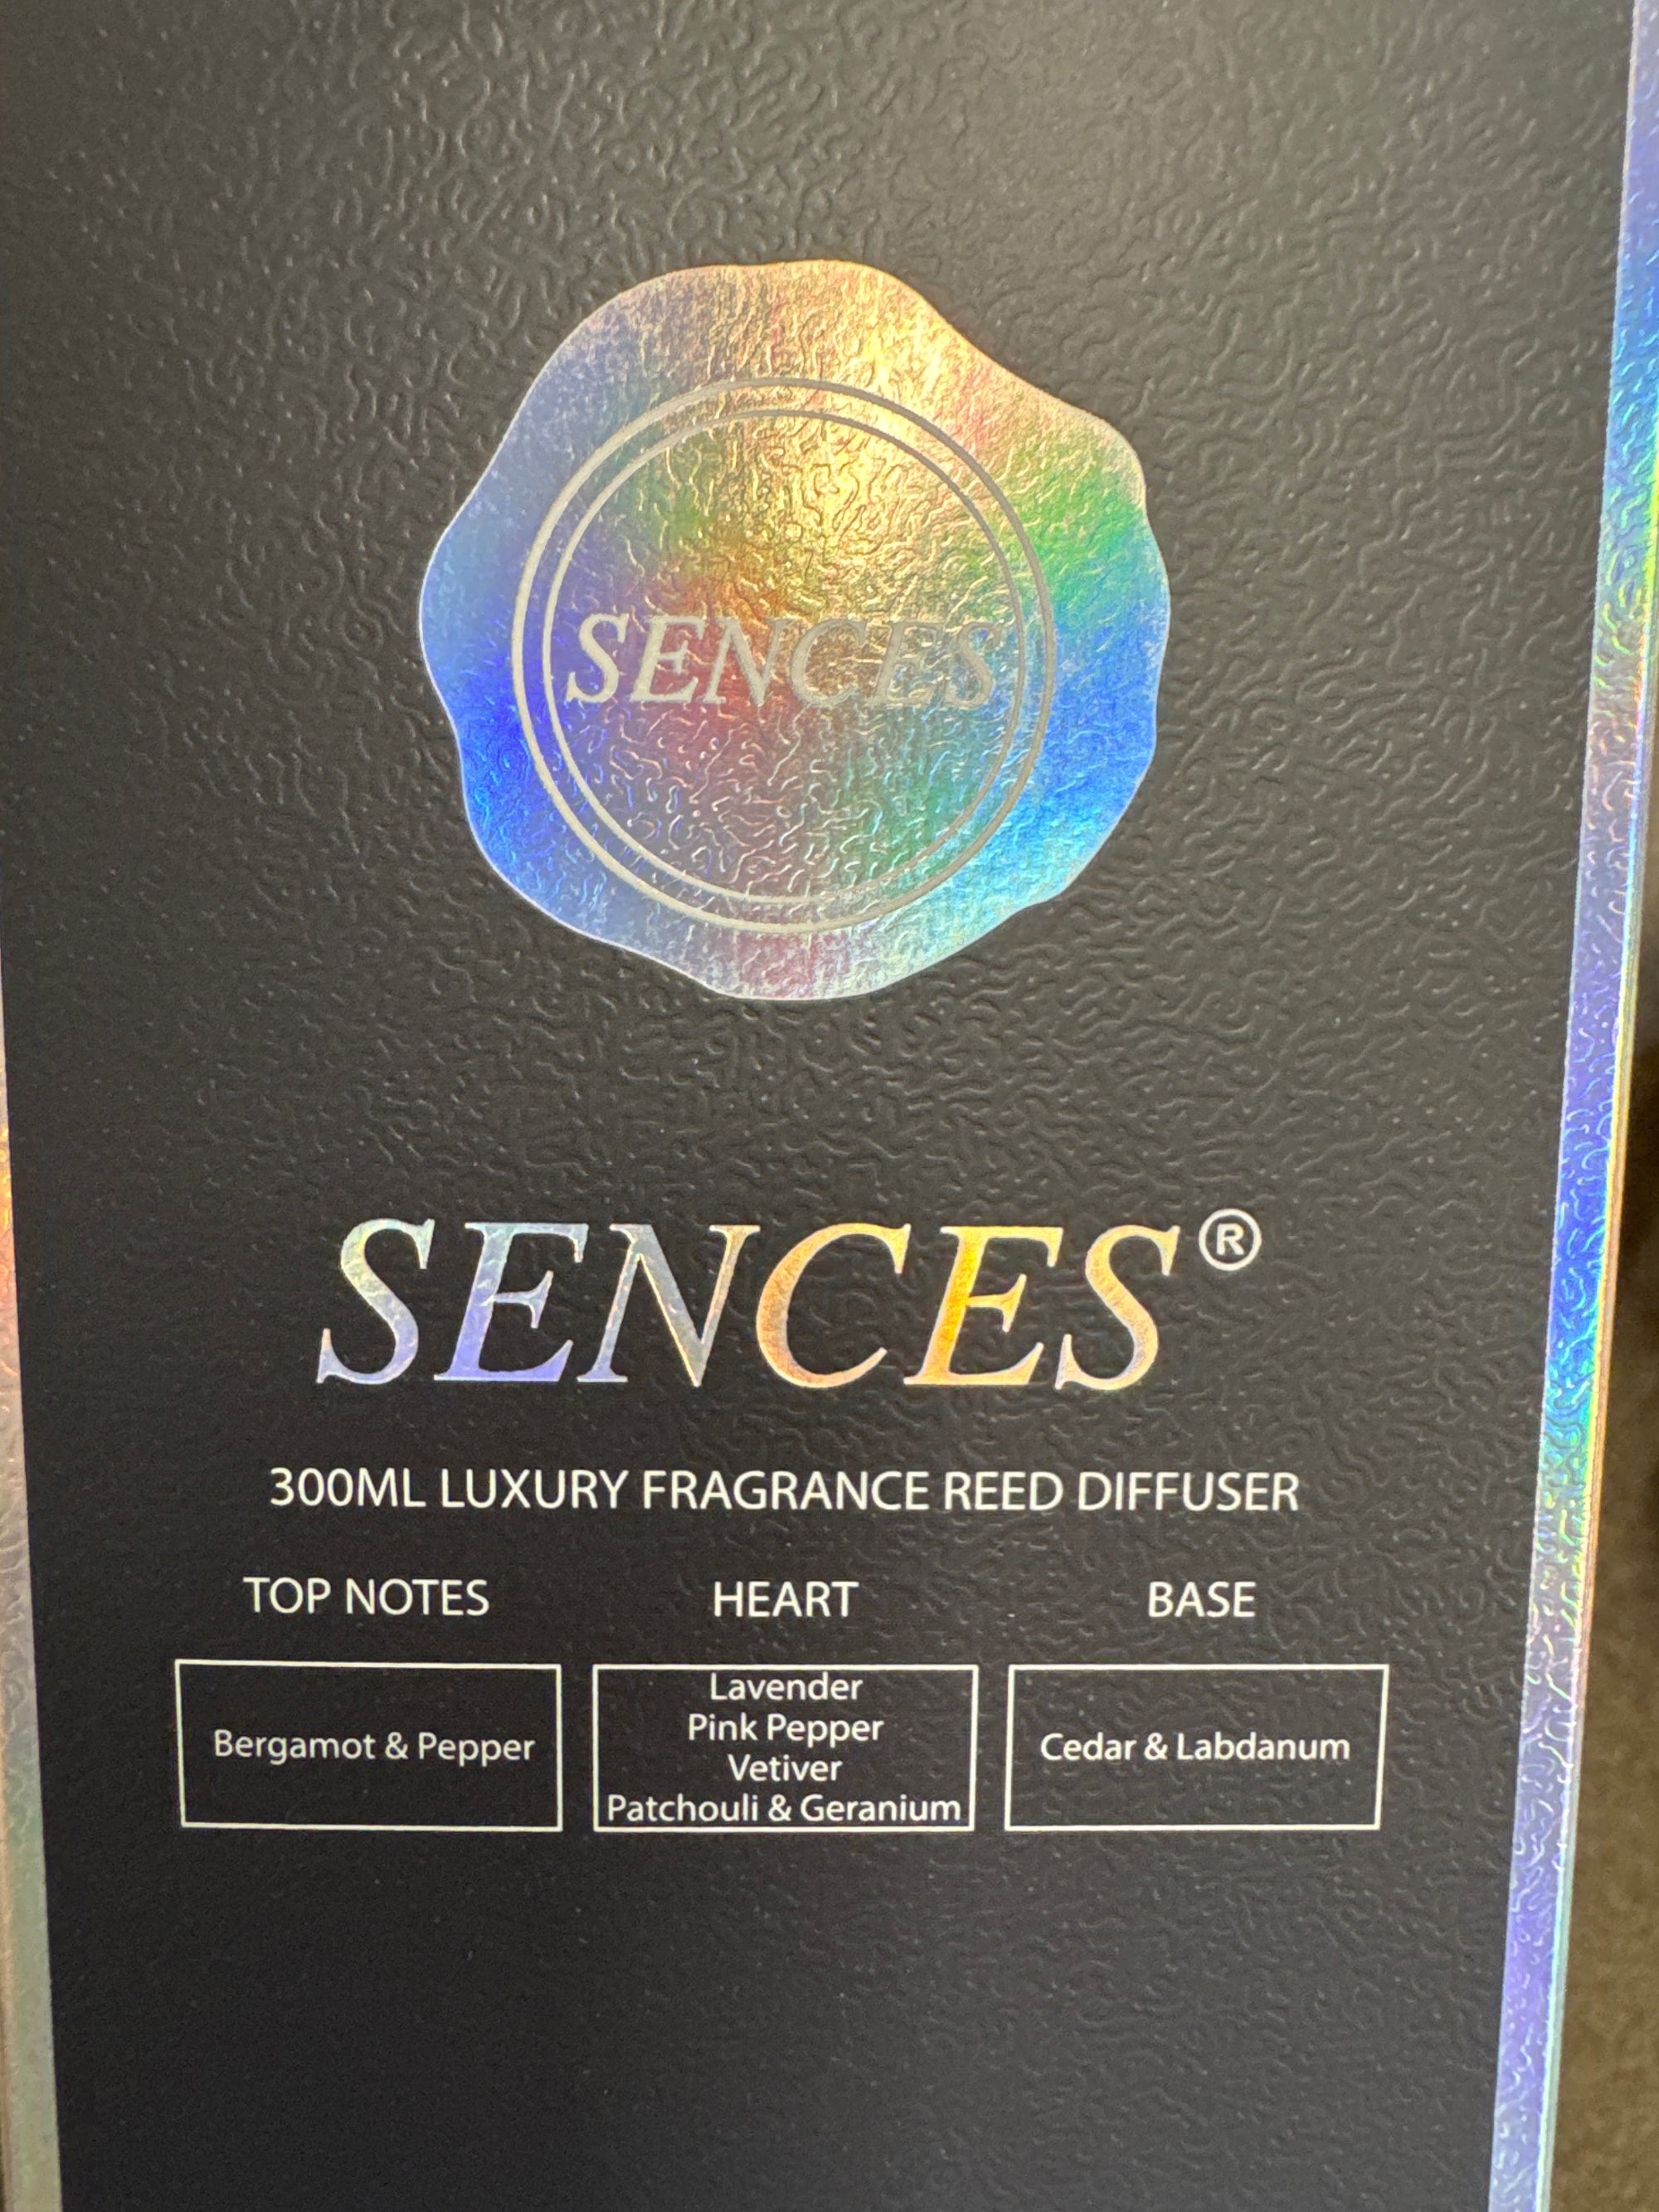 SENCES
SENCES®
300ML LUXURY FRAGRANCE REED DIFFUSER
TOP NOTES
Bergamot & Pepper
HEART
Lavender
Pink Pepper
Vetiver
Patchouli & Geranium
BASE
Cedar & Labdanum